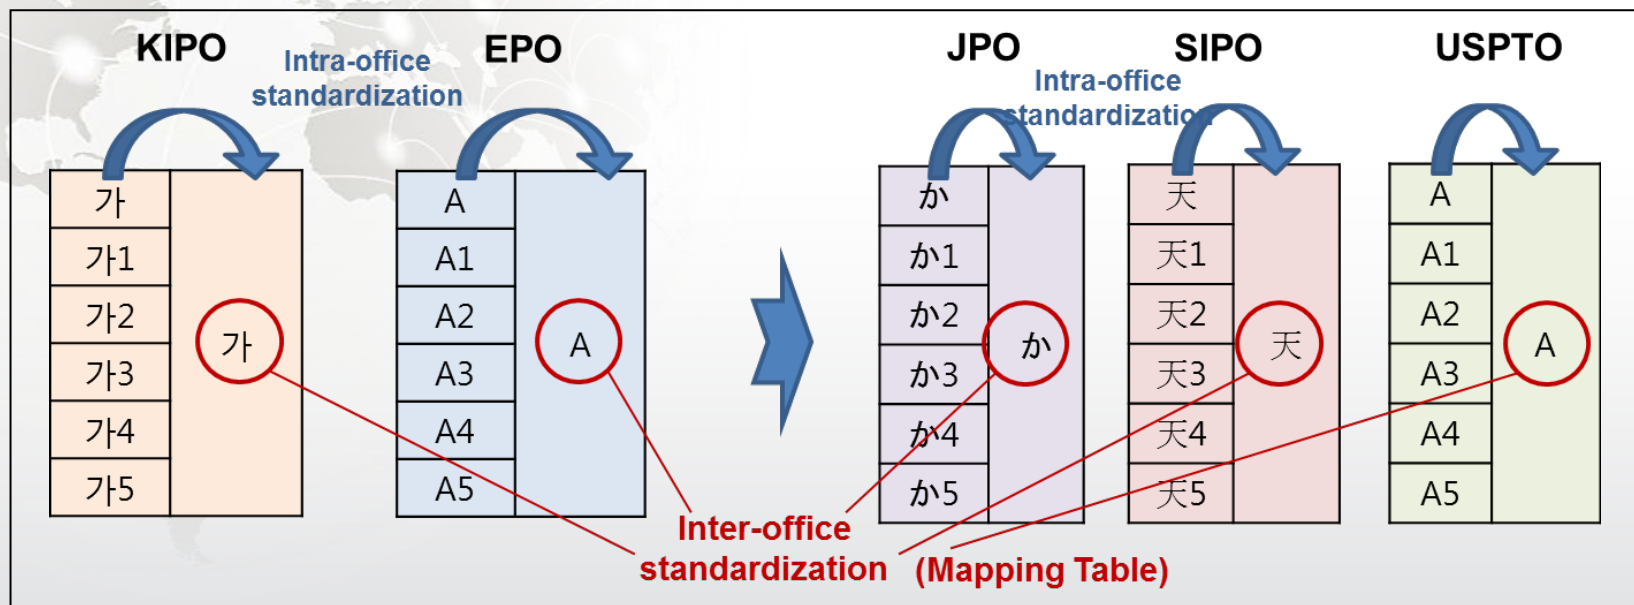 KIPO
Intra-office
standardization
EPO
JPO
Intra-office
standardization
SIPO
USPTO
가
가1
가2
가3
가4
가5
가
A
A1
A2
A3
A4
A5
A
か
か1
か2
か3
か4
か5
か
天
天1
天2
天3
天4
天5
天
A
A1
A2
A3
A4
A5
A
Inter-office
standardization (Mapping Table)